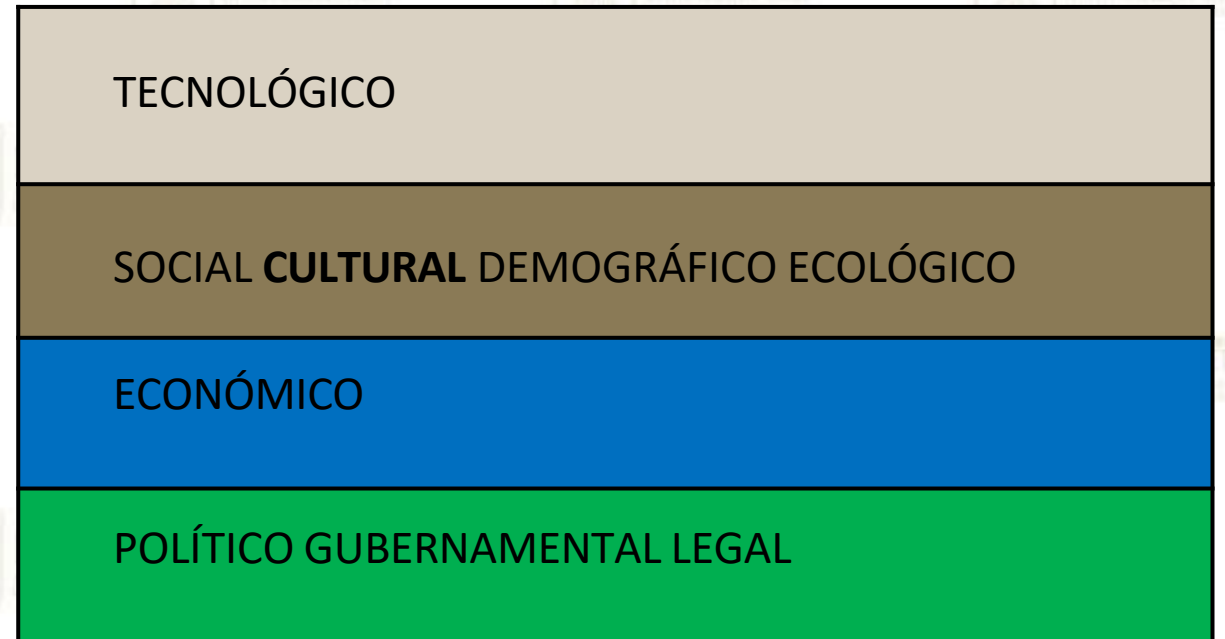 TECNOLÓGICO
SOCIAL CULTURAL DEMOGRÁFICO ECOLÓGICO
ECONÓMICO
POLÍTICO GUBERNAMENTAL LEGAL